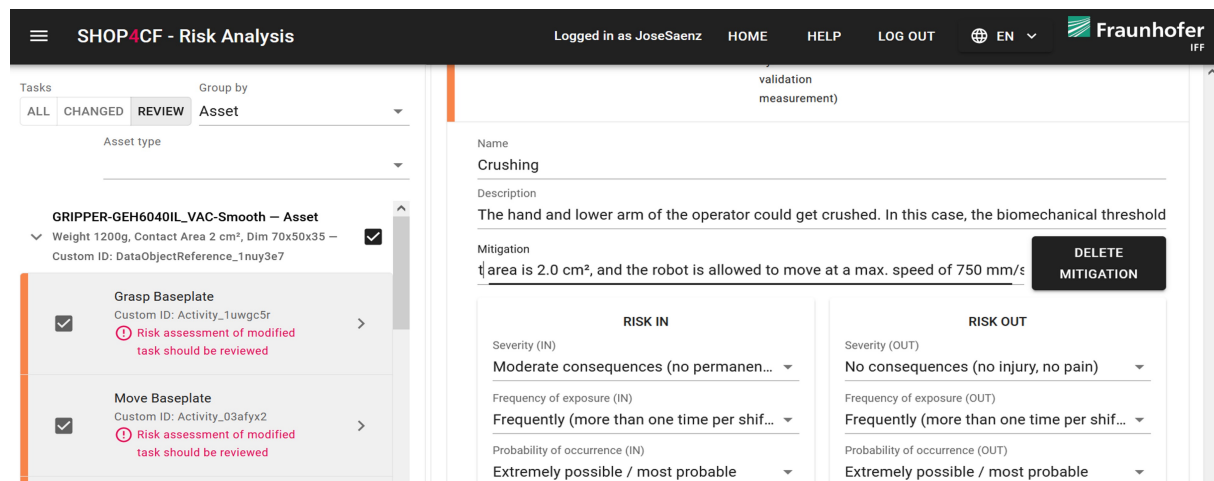 SHOP4CF - Risk Analysis
Logged in as JoseSaenz HOME HELP LOG OUT EN
Fraunhofer
IFF
Tasks
ALL CHANGED REVIEW
Group by
Asset
Asset type
GRIPPER-GEH6040IL_VAC-Smooth — Asset
Weight 1200g, Contact Area 2 cm², Dim 70x50x35 —
Custom ID: DataObjectReference_1nuy3e7
Grasp Baseplate
Custom ID: Activity_1uwgc5r
Risk assessment of modified
task should be reviewed
Move Baseplate
Custom ID: Activity_03afyx2
Risk assessment of modified
task should be reviewed
validation
measurement)
Name
Crushing
Description
The hand and lower arm of the operator could get crushed. In this case, the biomechanical threshold
Mitigation
t area is 2.0 cm², and the robot is allowed to move at a max. speed of 750 mm/s
DELETE
MITIGATION
RISK IN
Severity (IN)
Moderate consequences (no permanen...
Frequency of exposure (IN)
Frequently (more than one time per shif...
Probability of occurrence (IN)
Extremely possible / most probable
RISK OUT
Severity (OUT)
No consequences (no injury, no pain)
Frequency of exposure (OUT)
Frequently (more than one time per shif...
Probability of occurrence (OUT)
Extremely possible / most probable